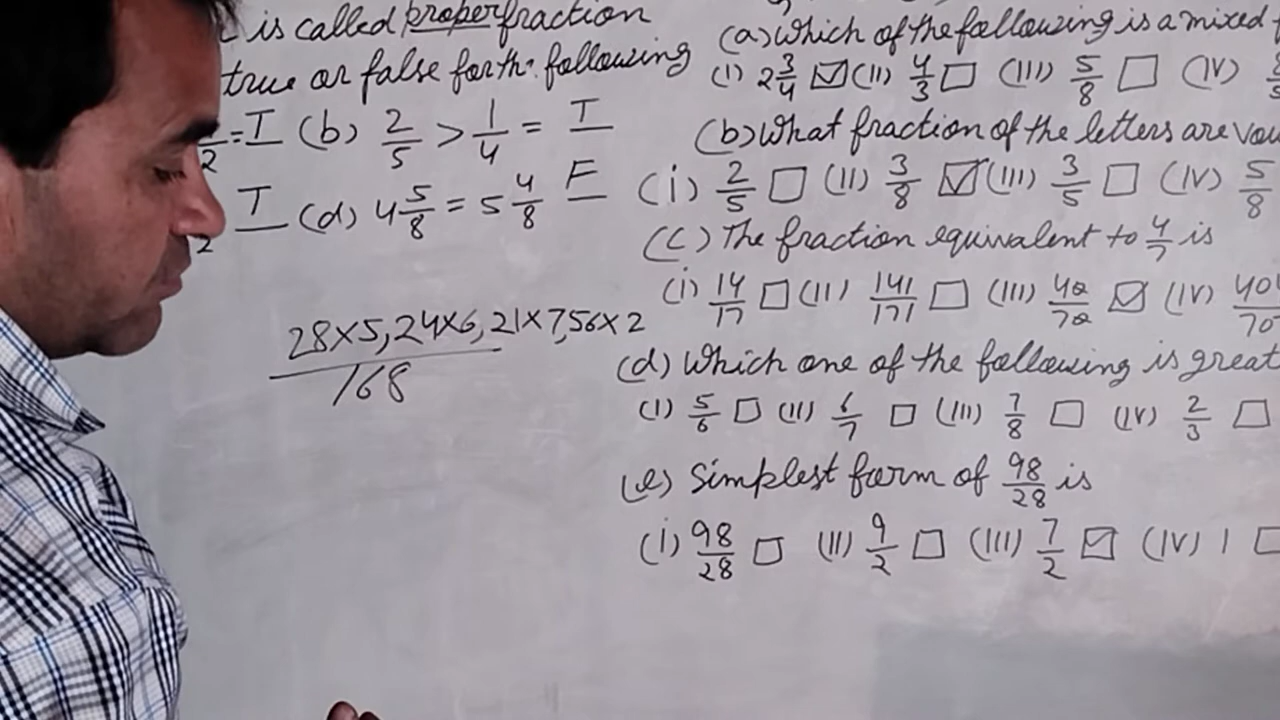 is called proper fraction
true or false for th. following
2 = T (b) 2/5 > 1/4 = T
2 T (d) 4 5/8 = 5 4/8 F
28×5, 24×6, 21×7, 56×2
168
(a) Which of the following is a mixed
(i) 2 3/4 ☑ (ii) 4/3 □ (iii) 5/8 □ (iv)
(b) What fraction of the letters are vow
(i) 2/5 □ (ii) 3/8 ☑ (iii) 3/5 □ (iv) 5/8
(c) The fraction equivalent to 4/7 is
(i) 14/17 □ (ii) 141/171 □ (iii) 40/70 ☑ (iv)
(d) Which one of the following is great
(i) 5/6 □ (ii) 6/7 □ (iii) 7/8 □ (iv) 2/3 □
(e) Simplest form of 98/28 is
(i) 98/28 □ (ii) 9/2 □ (iii) 7/2 ☑ (iv) 1 □